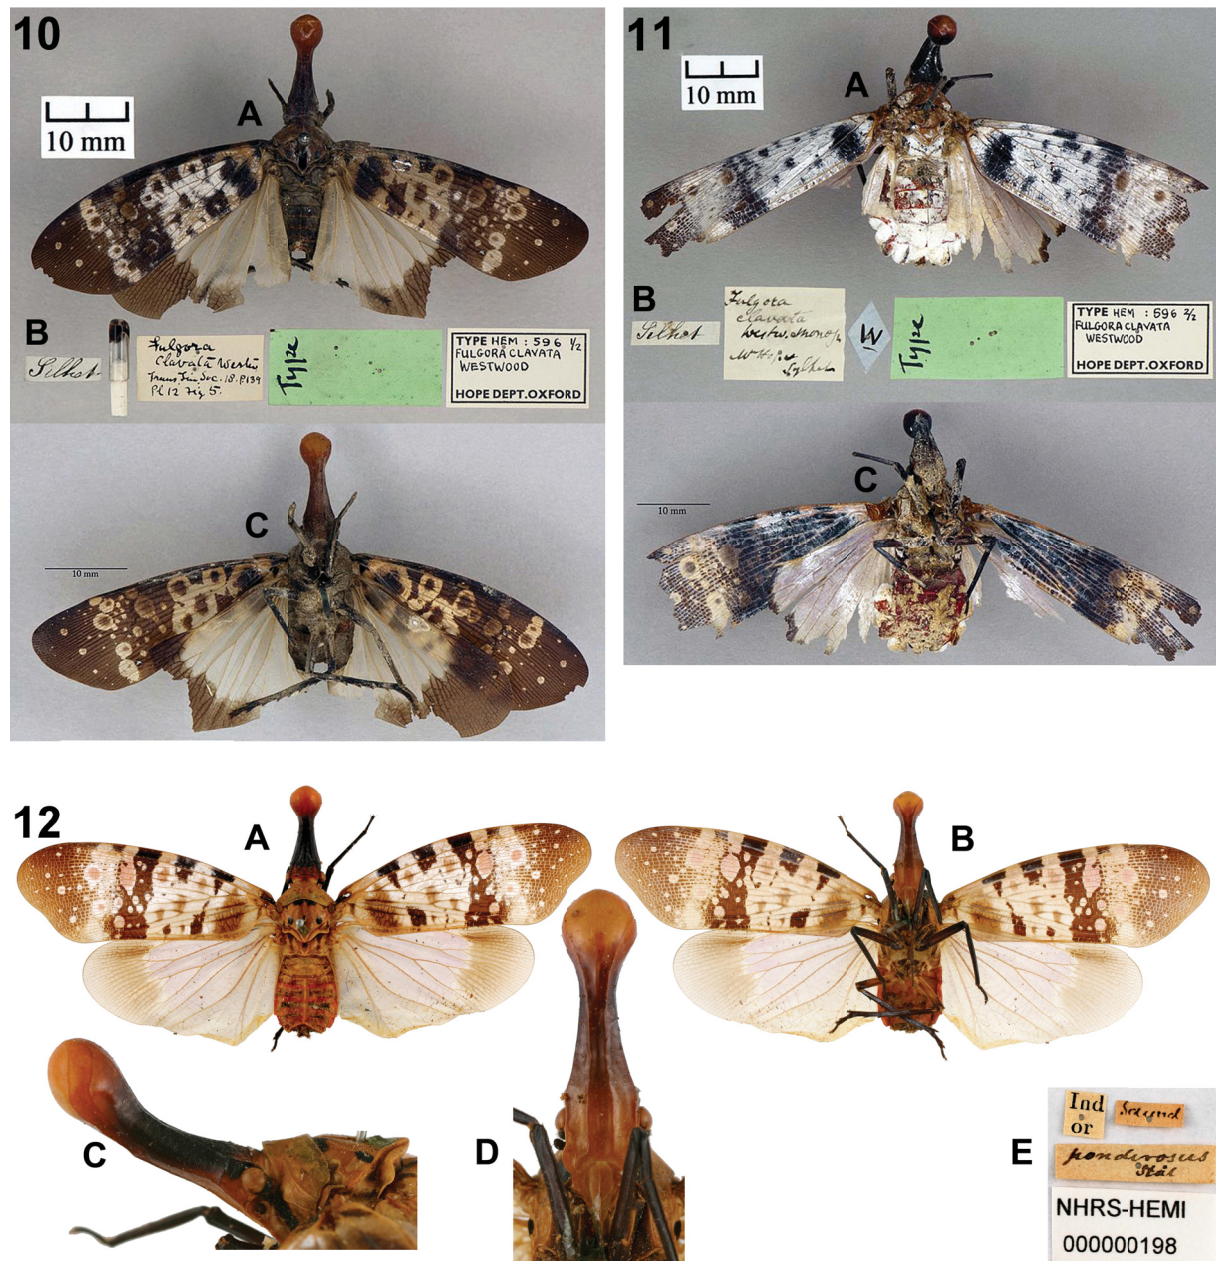 10
A
10 mm
B
Silhet
Fulgora
Clavata Westw
Trans Lin Soc. 18. P139
Pl 12 Fig 5.
Type
TYPE HEM : 596 1/2
FULGORA CLAVATA
WESTWOOD
HOPE DEPT.OXFORD
C
10 mm
11
A
10 mm
B
Silhet
Fulgora
Clavata
Westw.
W
Type
TYPE HEM : 596 2/2
FULGORA CLAVATA
WESTWOOD
HOPE DEPT.OXFORD
C
10 mm
12
A
B
C
D
E
Ind
or
Saund
ponderosus
Stål
NHRS-HEMI
000000198